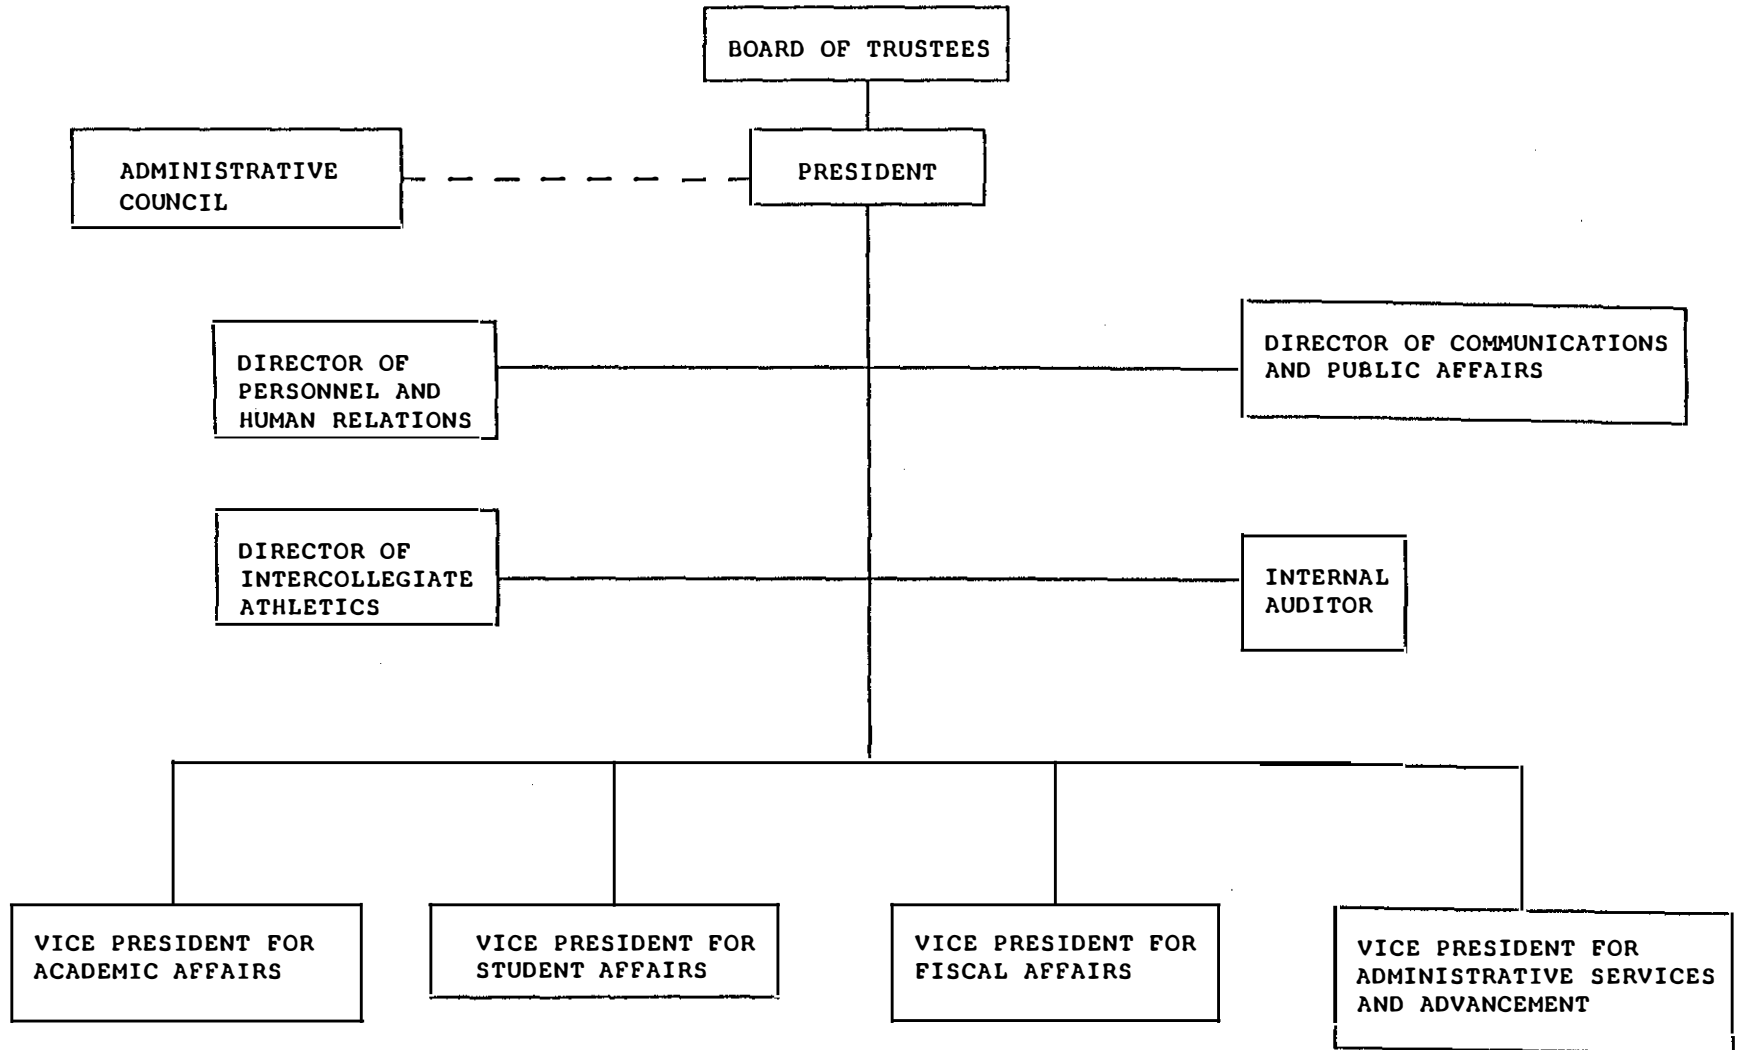 BOARD OF TRUSTEES
ADMINISTRATIVE
COUNCIL
PRESIDENT
DIRECTOR OF
PERSONNEL AND
HUMAN RELATIONS
DIRECTOR OF COMMUNICATIONS
AND PUBLIC AFFAIRS
DIRECTOR OF
INTERCOLLEGIATE
ATHLETICS
INTERNAL
AUDITOR
VICE PRESIDENT FOR
ACADEMIC AFFAIRS
VICE PRESIDENT FOR
STUDENT AFFAIRS
VICE PRESIDENT FOR
FISCAL AFFAIRS
VICE PRESIDENT FOR
ADMINISTRATIVE SERVICES
AND ADVANCEMENT